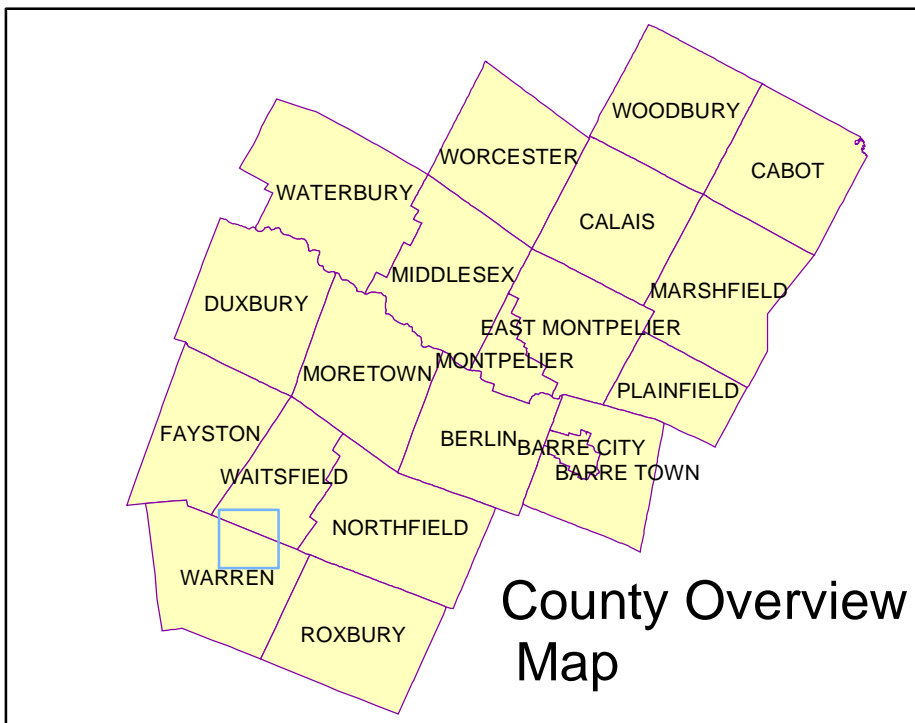 WOODBURY
WORCESTER
CABOT
WATERBURY
CALAIS
MIDDLESEX
MARSHFIELD
DUXBURY
EAST MONTPELIER
MONTPELIER
MORETOWN
PLAINFIELD
FAYSTON
BERLIN
BARRE CITY
WAITSFIELD
BARRE TOWN
NORTHFIELD
WARREN
ROXBURY
County Overview
Map